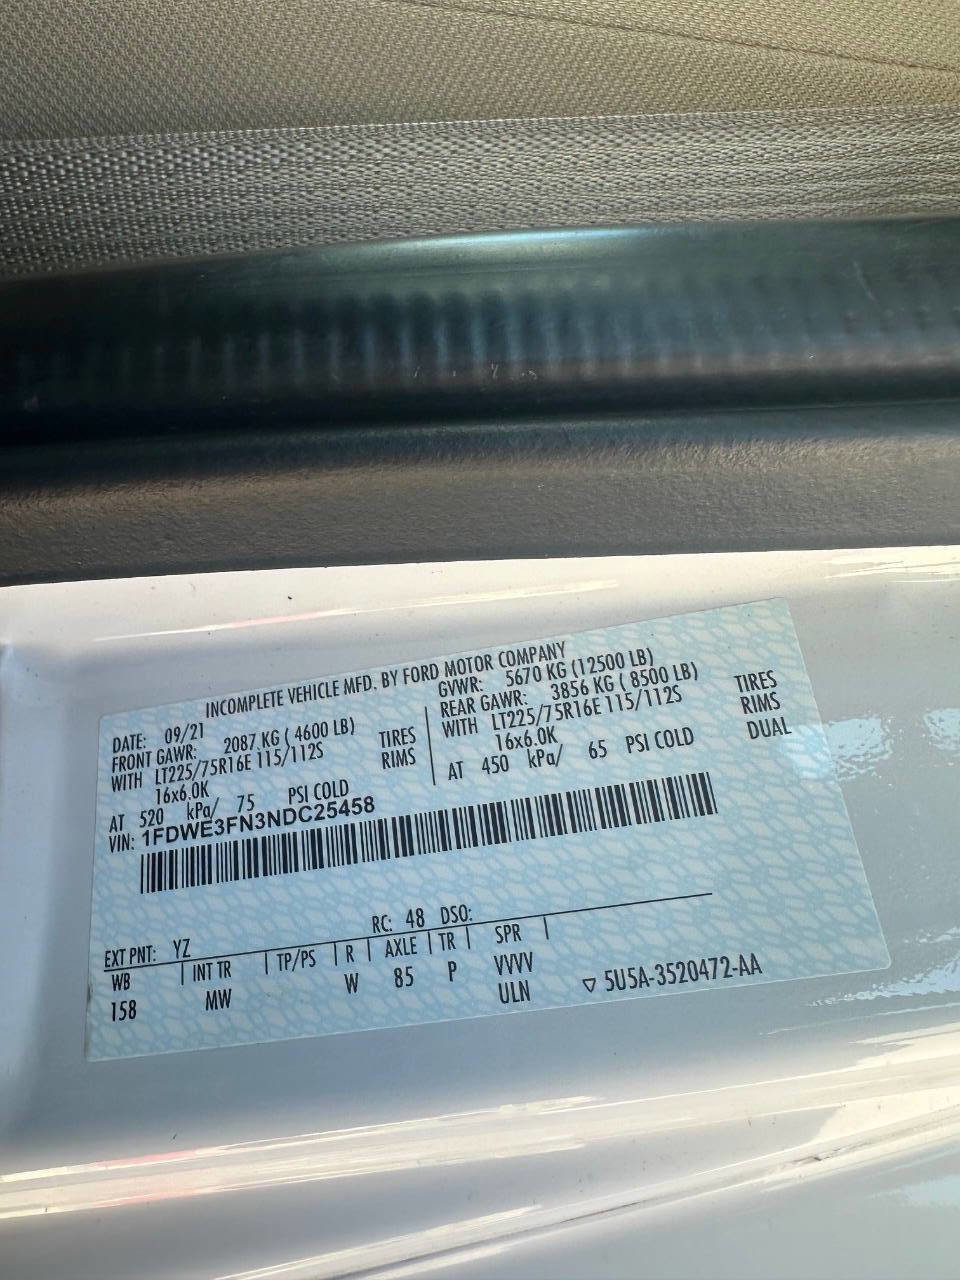 INCOMPLETE VEHICLE MFD. BY FORD MOTOR COMPANY
DATE: 09/21
FRONT GAWR: 2087 KG ( 4600 LB)
WITH LT225/75R16E 115/112S TIRES
16x6.0K RIMS
AT 520 kPa/ 75 PSI COLD
GVWR: 5670 KG (12500 LB)
REAR GAWR: 3856 KG ( 8500 LB)
WITH LT225/75R16E 115/112S TIRES
16x6.0K RIMS
AT 450 kPa/ 65 PSI COLD DUAL
VIN: 1FDWE3FN3NDC25458
EXT PNT: YZ RC: 48 DSO:
WB INT TR TP/PS R AXLE TR SPR
158 MW W 85 P VVVV
ULN ▽ 5U5A-3520472-AA